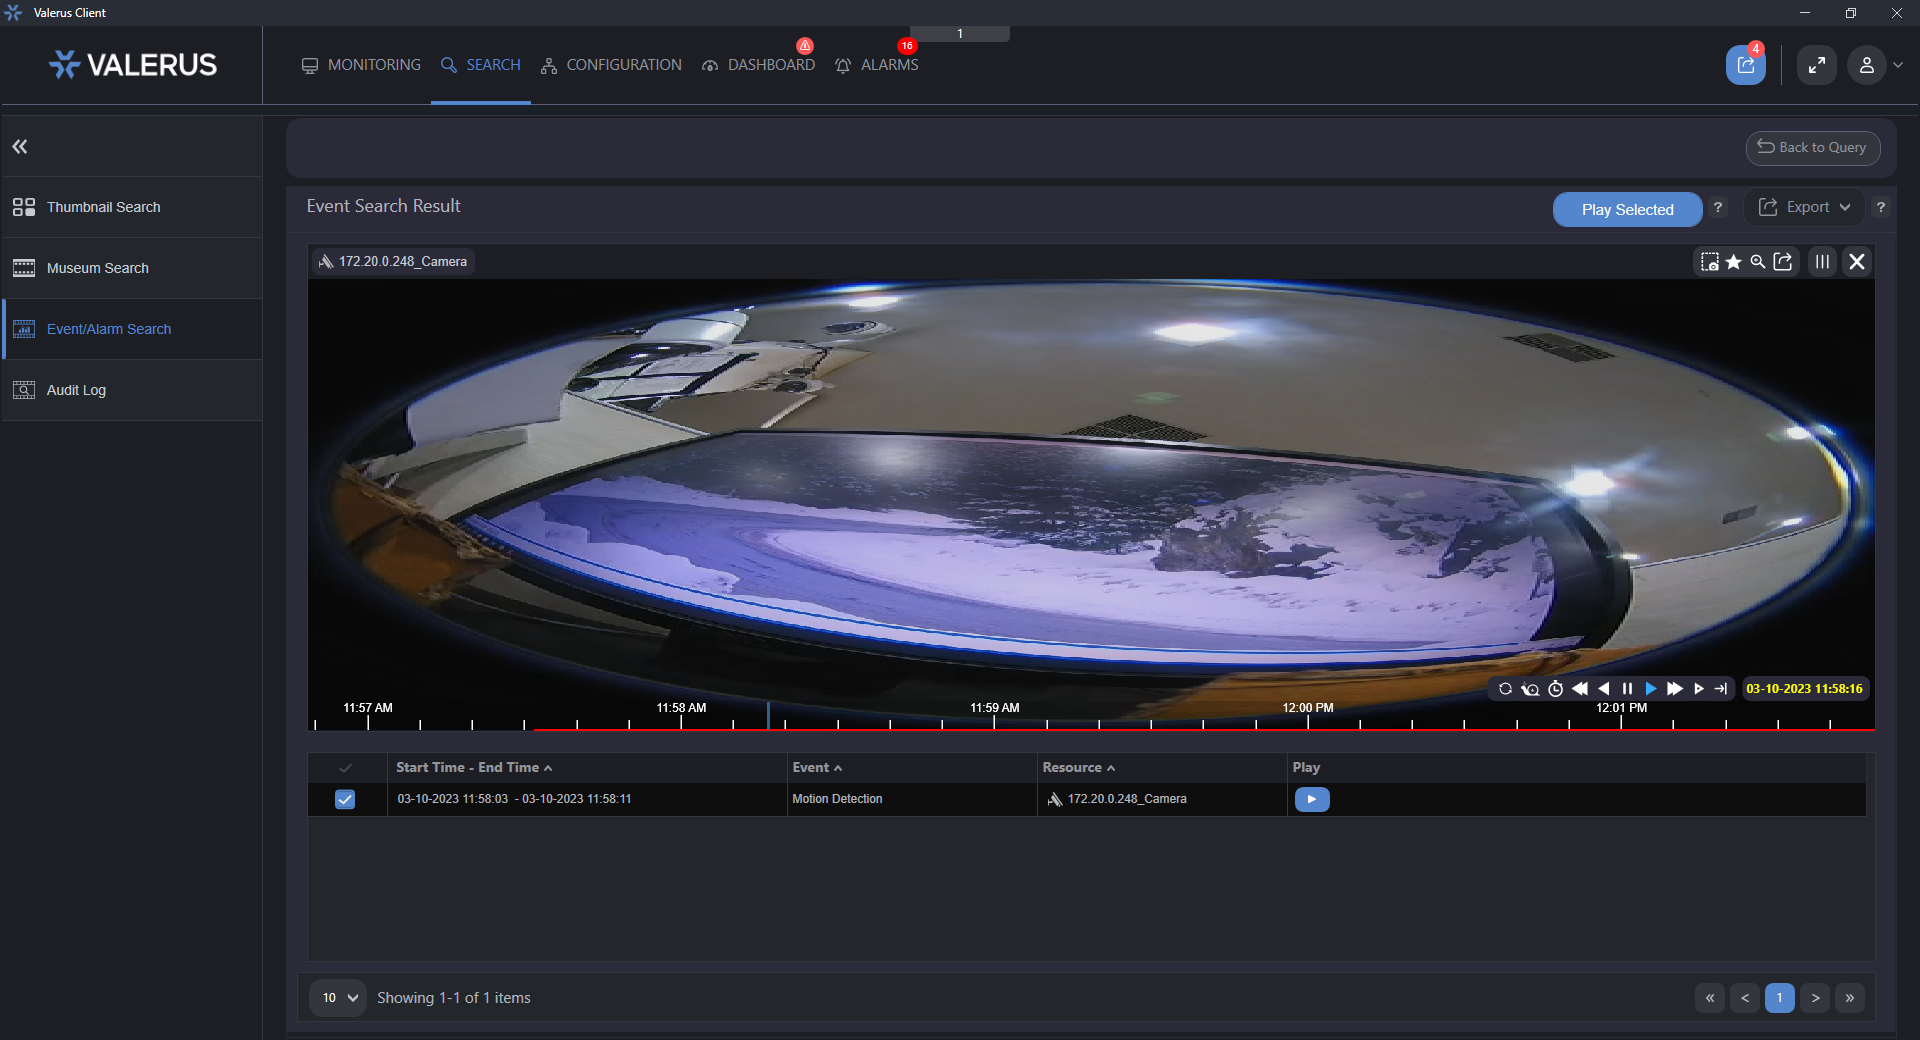 Valerus Client
1
VALERUS
MONITORING
SEARCH
CONFIGURATION
DASHBOARD
16
ALARMS
4
Back to Query
Thumbnail Search
Museum Search
Event/Alarm Search
Audit Log
Event Search Result
Play Selected
?
Export
?
172.20.0.248_Camera
03-10-2023 11:58:16
11:57 AM
11:58 AM
11:59 AM
12:00 PM
12:01 PM
Start Time - End Time
Event
Resource
Play
03-10-2023 11:58:03 - 03-10-2023 11:58:11
Motion Detection
172.20.0.248_Camera
10
Showing 1-1 of 1 items
« < 1 > »